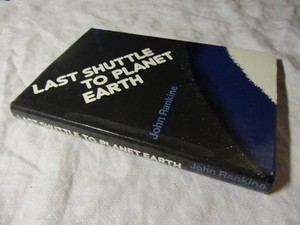 LAST SHUTTLE
TO PLANET
EARTH
John Rankine
LAST SHUTTLE TO PLANET EARTH John Rankine